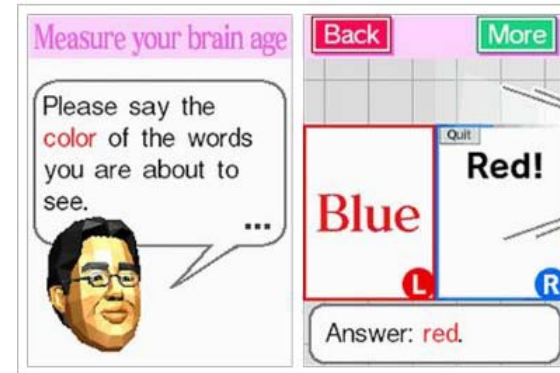 Measure your brain age
Please say the
color of the words
you are about to
see.
...
Back
More
Quit
Blue
Red!
L
R
Answer: red.